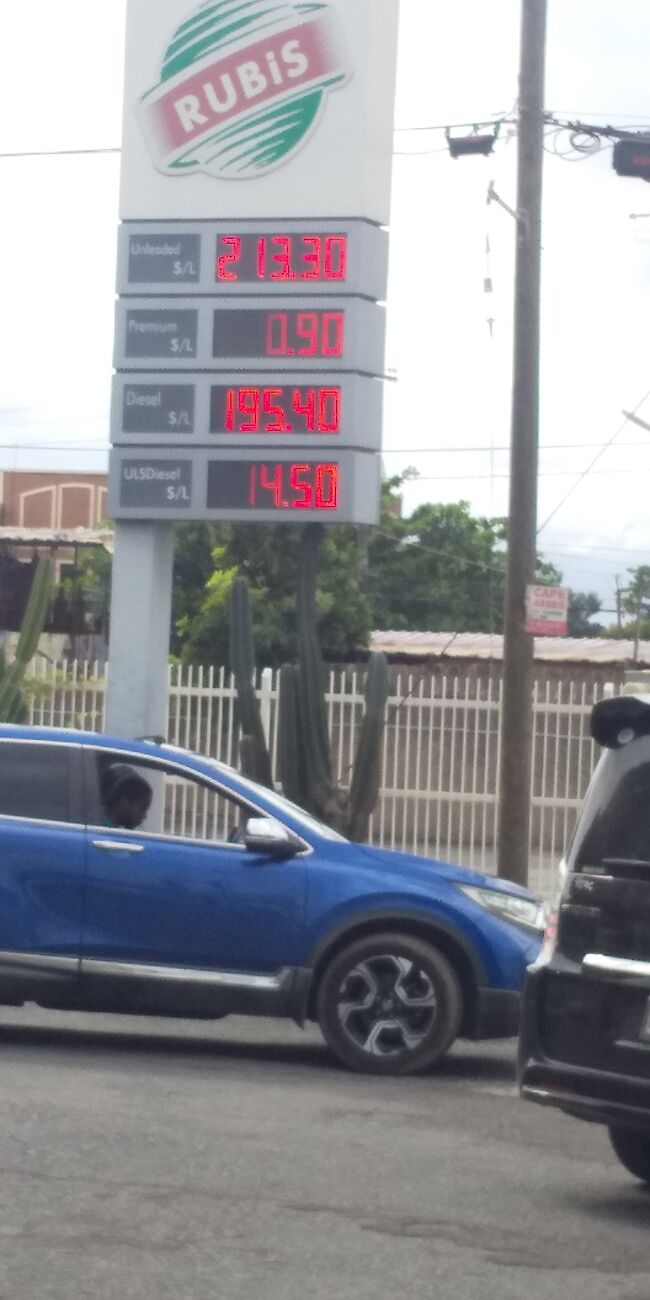 RUBiS
Unleaded
$/L
213.30
Premium
$/L
0.90
Diesel
$/L
195.40
ULSDiesel
$/L
14.50